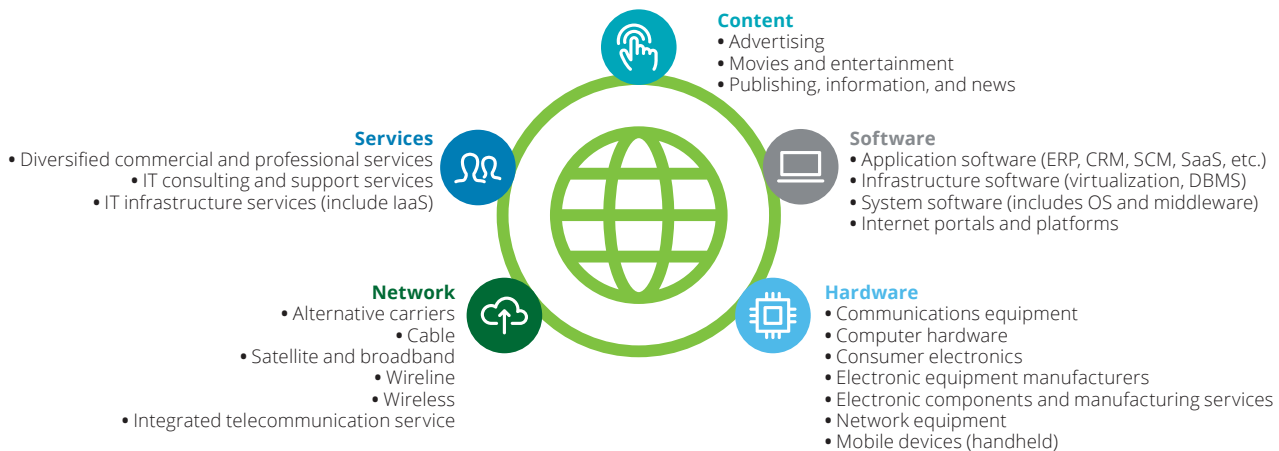 Content
• Advertising
• Movies and entertainment
• Publishing, information, and news
Services
• Diversified commercial and professional services
• IT consulting and support services
• IT infrastructure services (include IaaS)
Software
• Application software (ERP, CRM, SCM, SaaS, etc.)
• Infrastructure software (virtualization, DBMS)
• System software (includes OS and middleware)
• Internet portals and platforms
Network
• Alternative carriers
• Cable
• Satellite and broadband
• Wireline
• Wireless
• Integrated telecommunication service
Hardware
• Communications equipment
• Computer hardware
• Consumer electronics
• Electronic equipment manufacturers
• Electronic components and manufacturing services
• Network equipment
• Mobile devices (handheld)